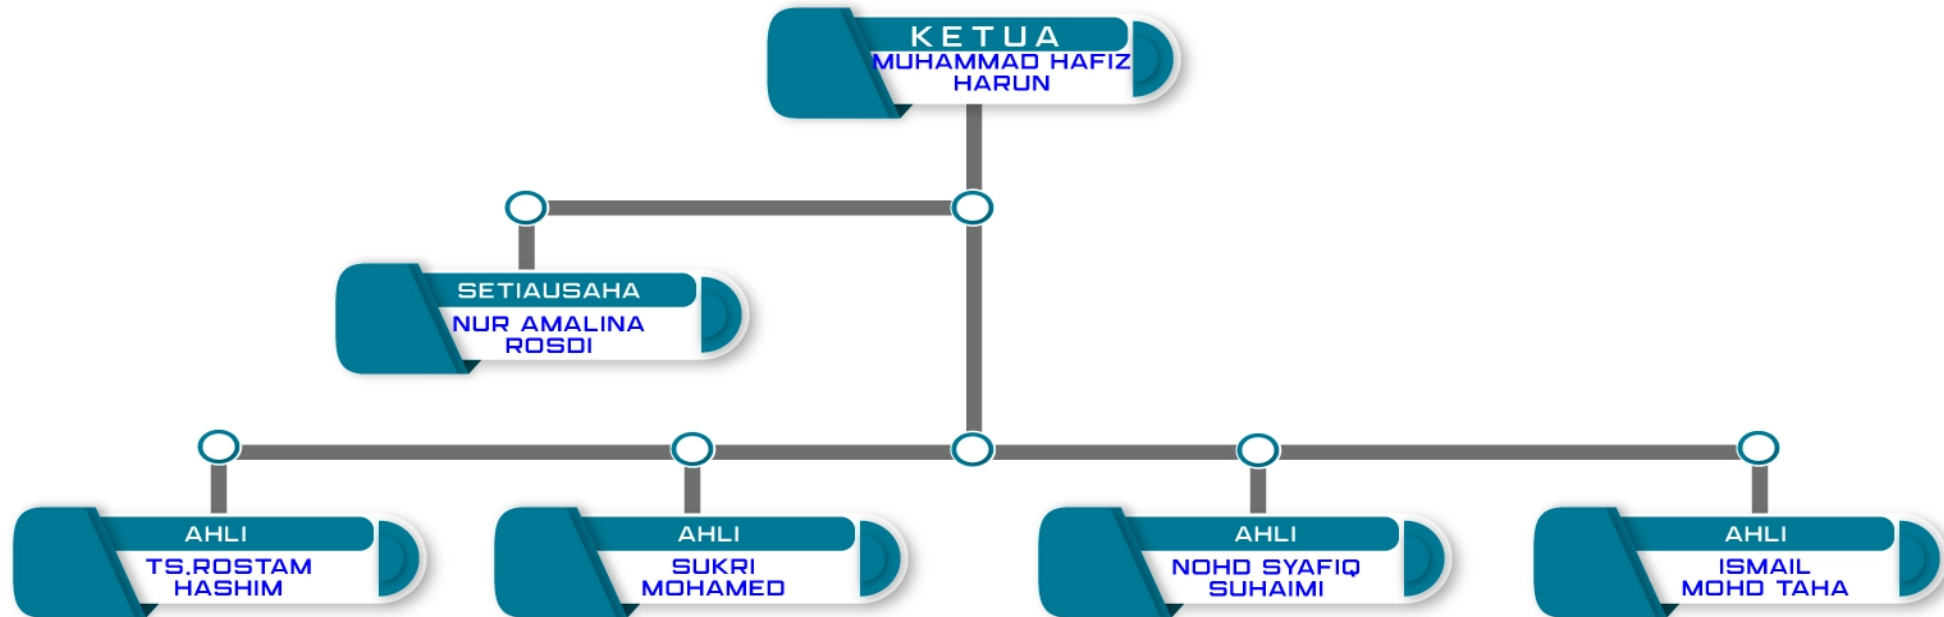 KETUA
MUHAMMAD HAFIZ
HARUN
SETIAUSAHA
NUR AMALINA
ROSDI
AHLI
TS.ROSTAM
HASHIM
AHLI
SUKRI
MOHAMED
AHLI
NOHD SYAFIQ
SUHAIMI
AHLI
ISMAIL
MOHD TAHA